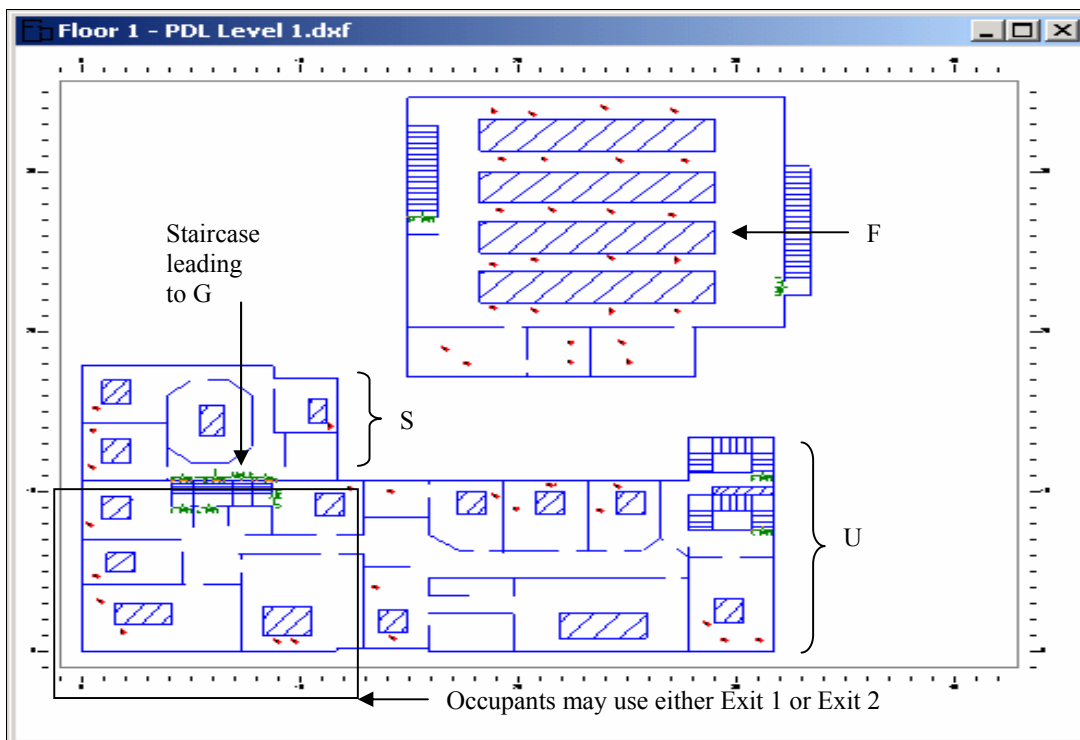 Floor 1 - PDL Level 1.dxf
Staircase
leading
to G
F
S
U
Occupants may use either Exit 1 or Exit 2